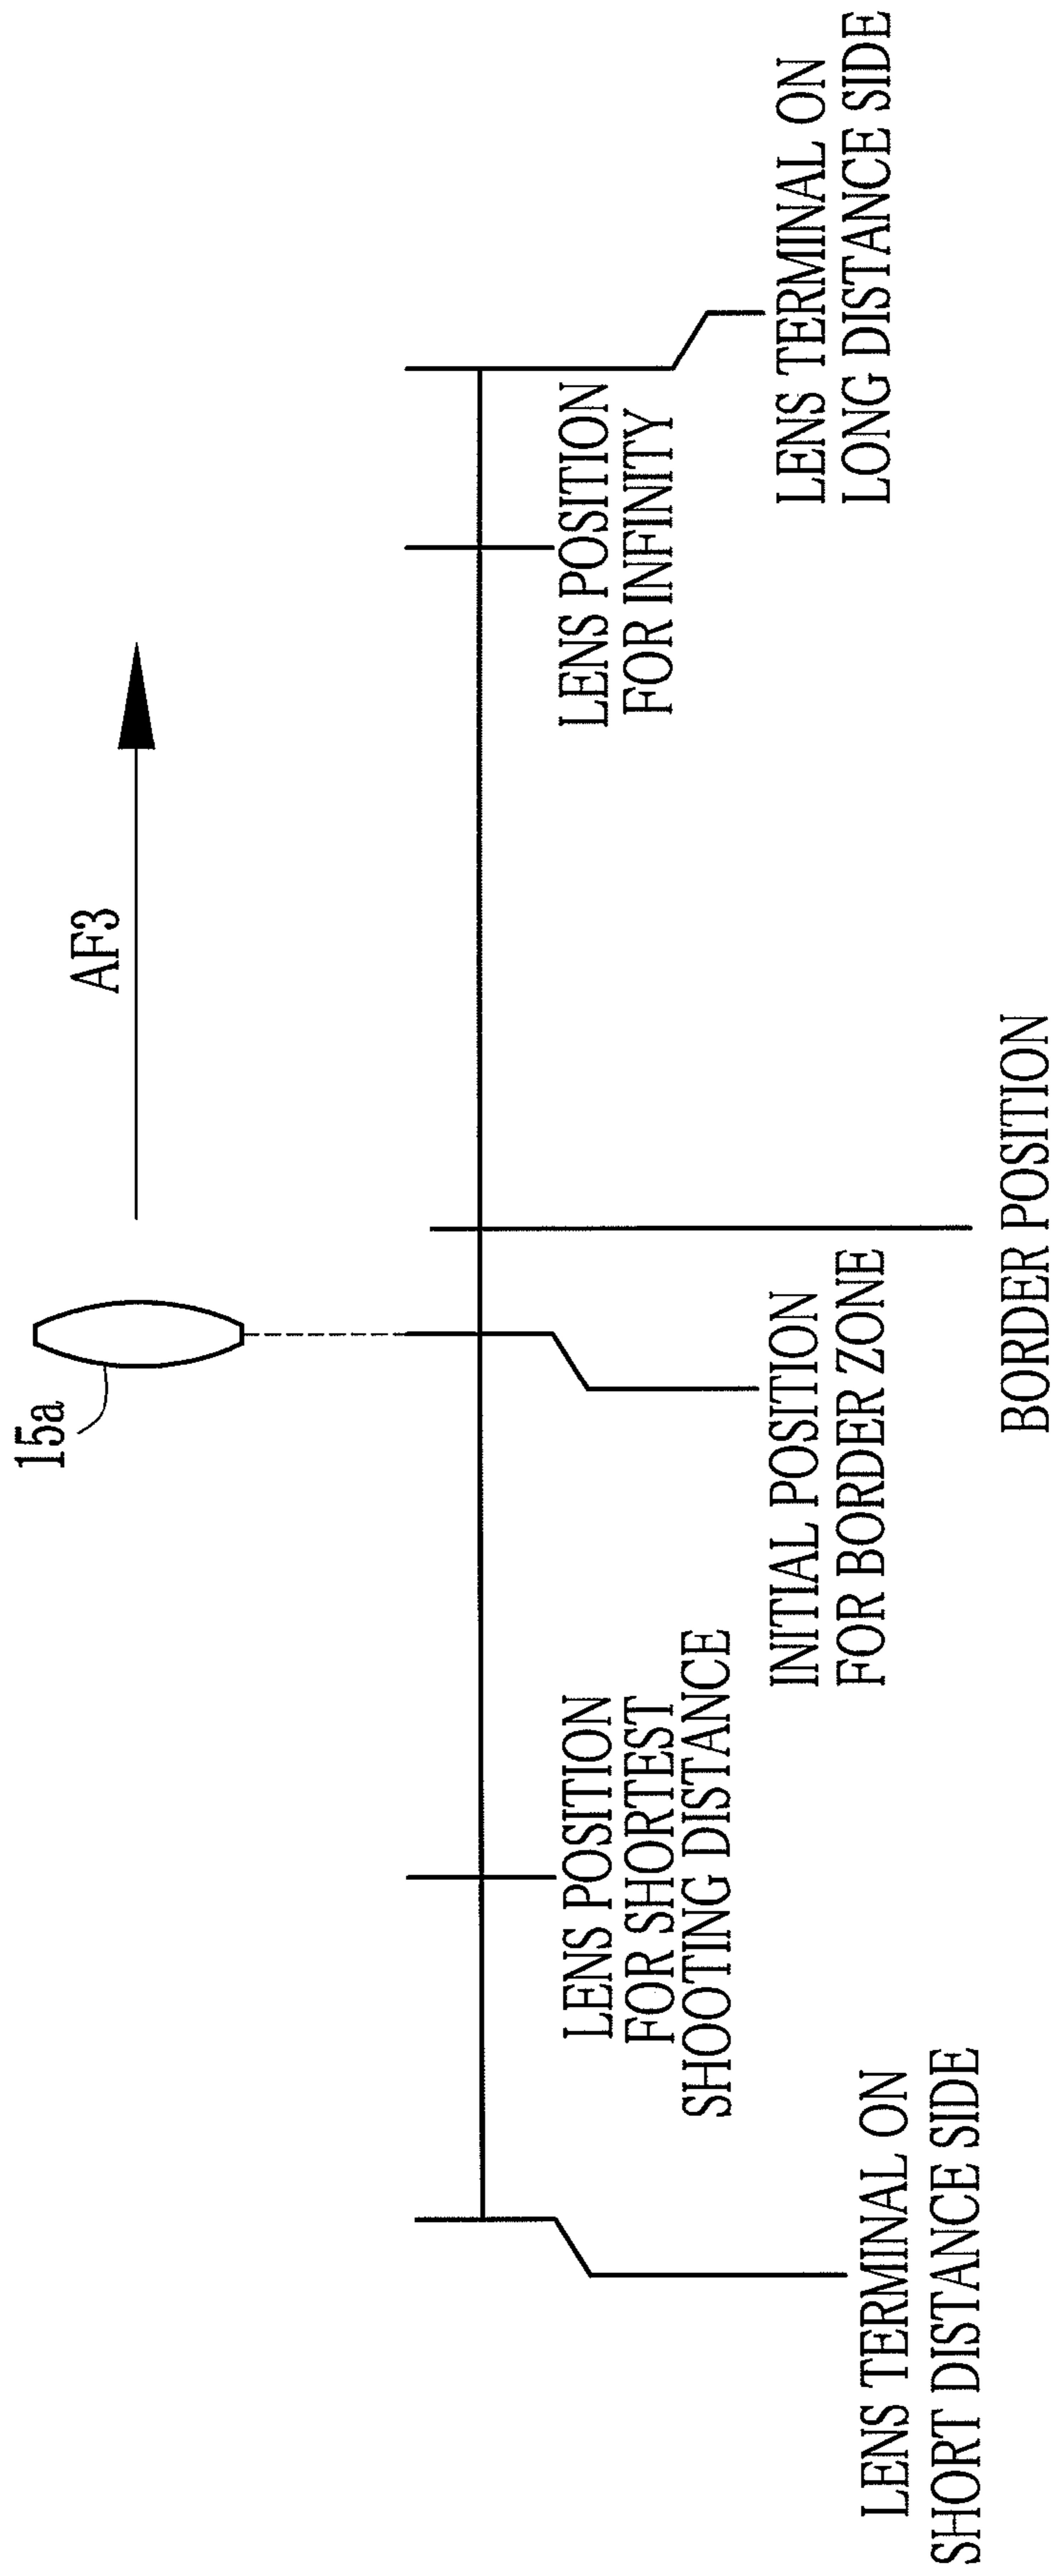 15a
AF3
LENS TERMINAL ON
SHORT DISTANCE SIDE
LENS POSITION
FOR SHORTEST
SHOOTING DISTANCE
INITIAL POSITION
FOR BORDER ZONE
BORDER POSITION
LENS POSITION
FOR INFINITY
LENS TERMINAL ON
LONG DISTANCE SIDE